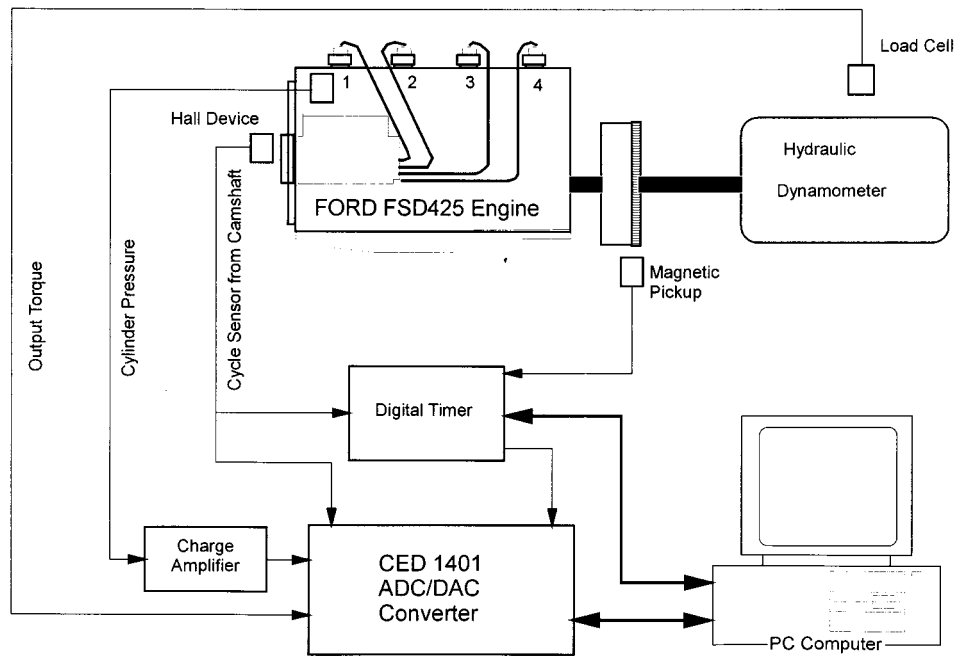 Load Cell
1
2
3
4
Hall Device
Hydraulic
Dynamometer
FORD FSD425 Engine
Magnetic
Pickup
Output Torque
Cylinder Pressure
Cycle Sensor from Camshaft
Digital Timer
Charge
Amplifier
CED 1401
ADC/DAC
Converter
PC Computer